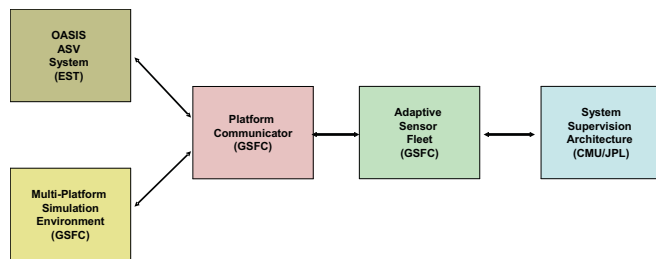 OASIS
ASV
System
(EST)
Platform
Communicator
(GSFC)
Adaptive
Sensor
Fleet
(GSFC)
System
Supervision
Architecture
(CMU/JPL)
Multi-Platform
Simulation
Environment
(GSFC)